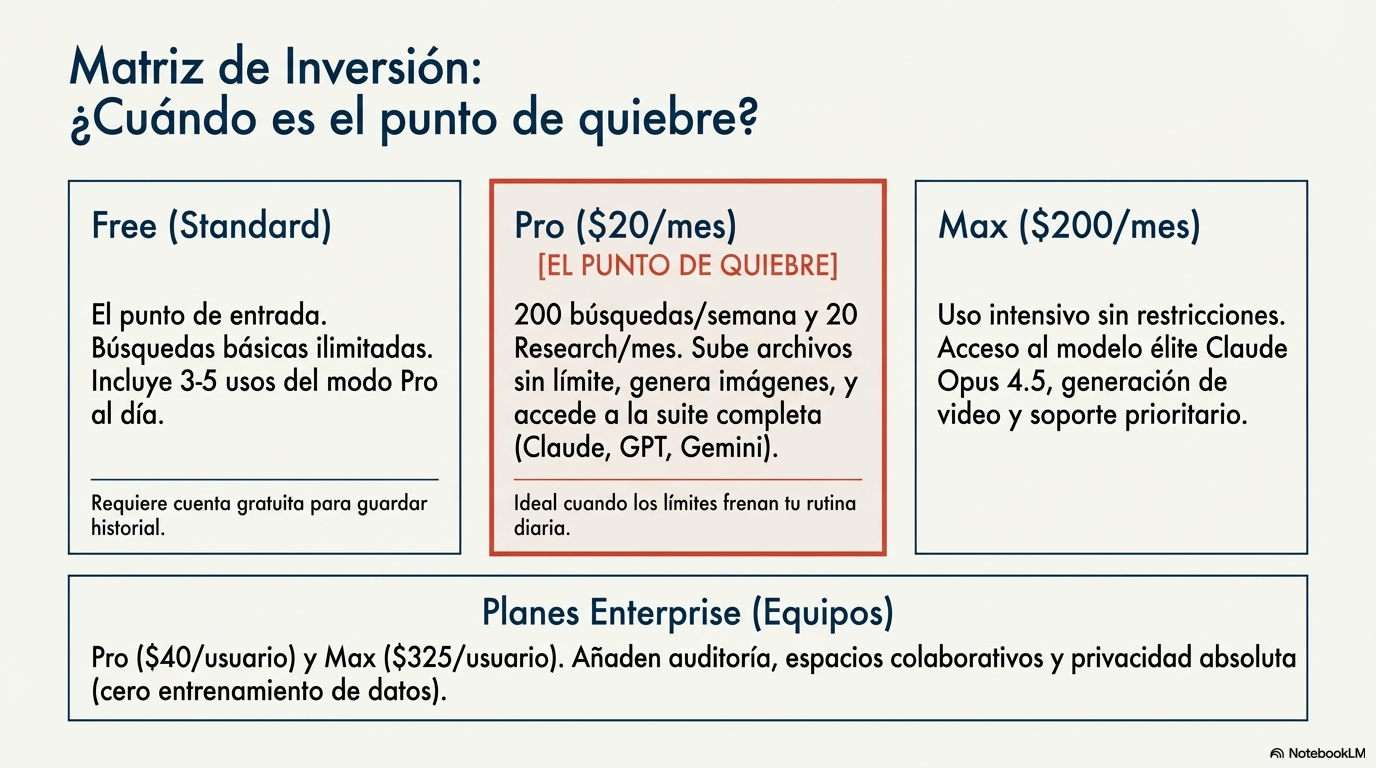 Matriz de Inversión:
¿Cuándo es el punto de quiebre?
Free (Standard)
El punto de entrada.
Búsquedas básicas ilimitadas.
Incluye 3-5 usos del modo Pro
al día.
Requiere cuenta gratuita para guardar
historial.
Pro ($20/mes)
[EL PUNTO DE QUIEBRE]
200 búsquedas/semana y 20
Research/mes. Sube archivos
sin límite, genera imágenes, y
accede a la suite completa
(Claude, GPT, Gemini).
Ideal cuando los límites frenan tu rutina
diaria.
Max ($200/mes)
Uso intensivo sin restricciones.
Acceso al modelo élite Claude
Opus 4.5, generación de
video y soporte prioritario.
Planes Enterprise (Equipos)
Pro ($40/usuario) y Max ($325/usuario). Añaden auditoría, espacios colaborativos y privacidad absoluta
(cero entrenamiento de datos).
NotebookLM